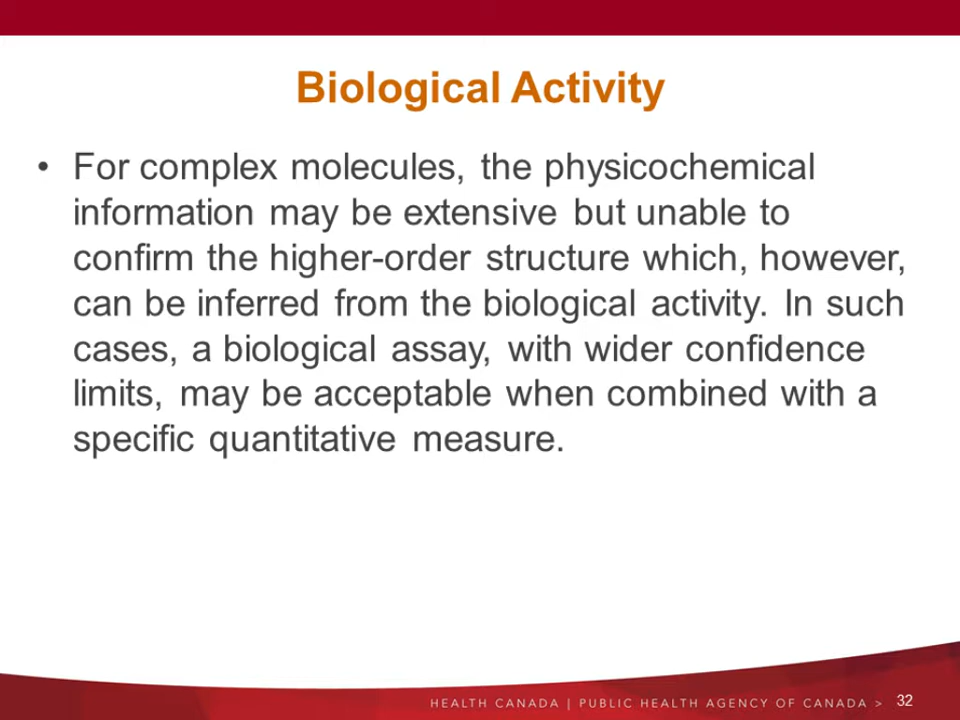 Biological Activity
• For complex molecules, the physicochemical
information may be extensive but unable to
confirm the higher-order structure which, however,
can be inferred from the biological activity. In such
cases, a biological assay, with wider confidence
limits, may be acceptable when combined with a
specific quantitative measure.
HEALTH CANADA | PUBLIC HEALTH AGENCY OF CANADA > 32